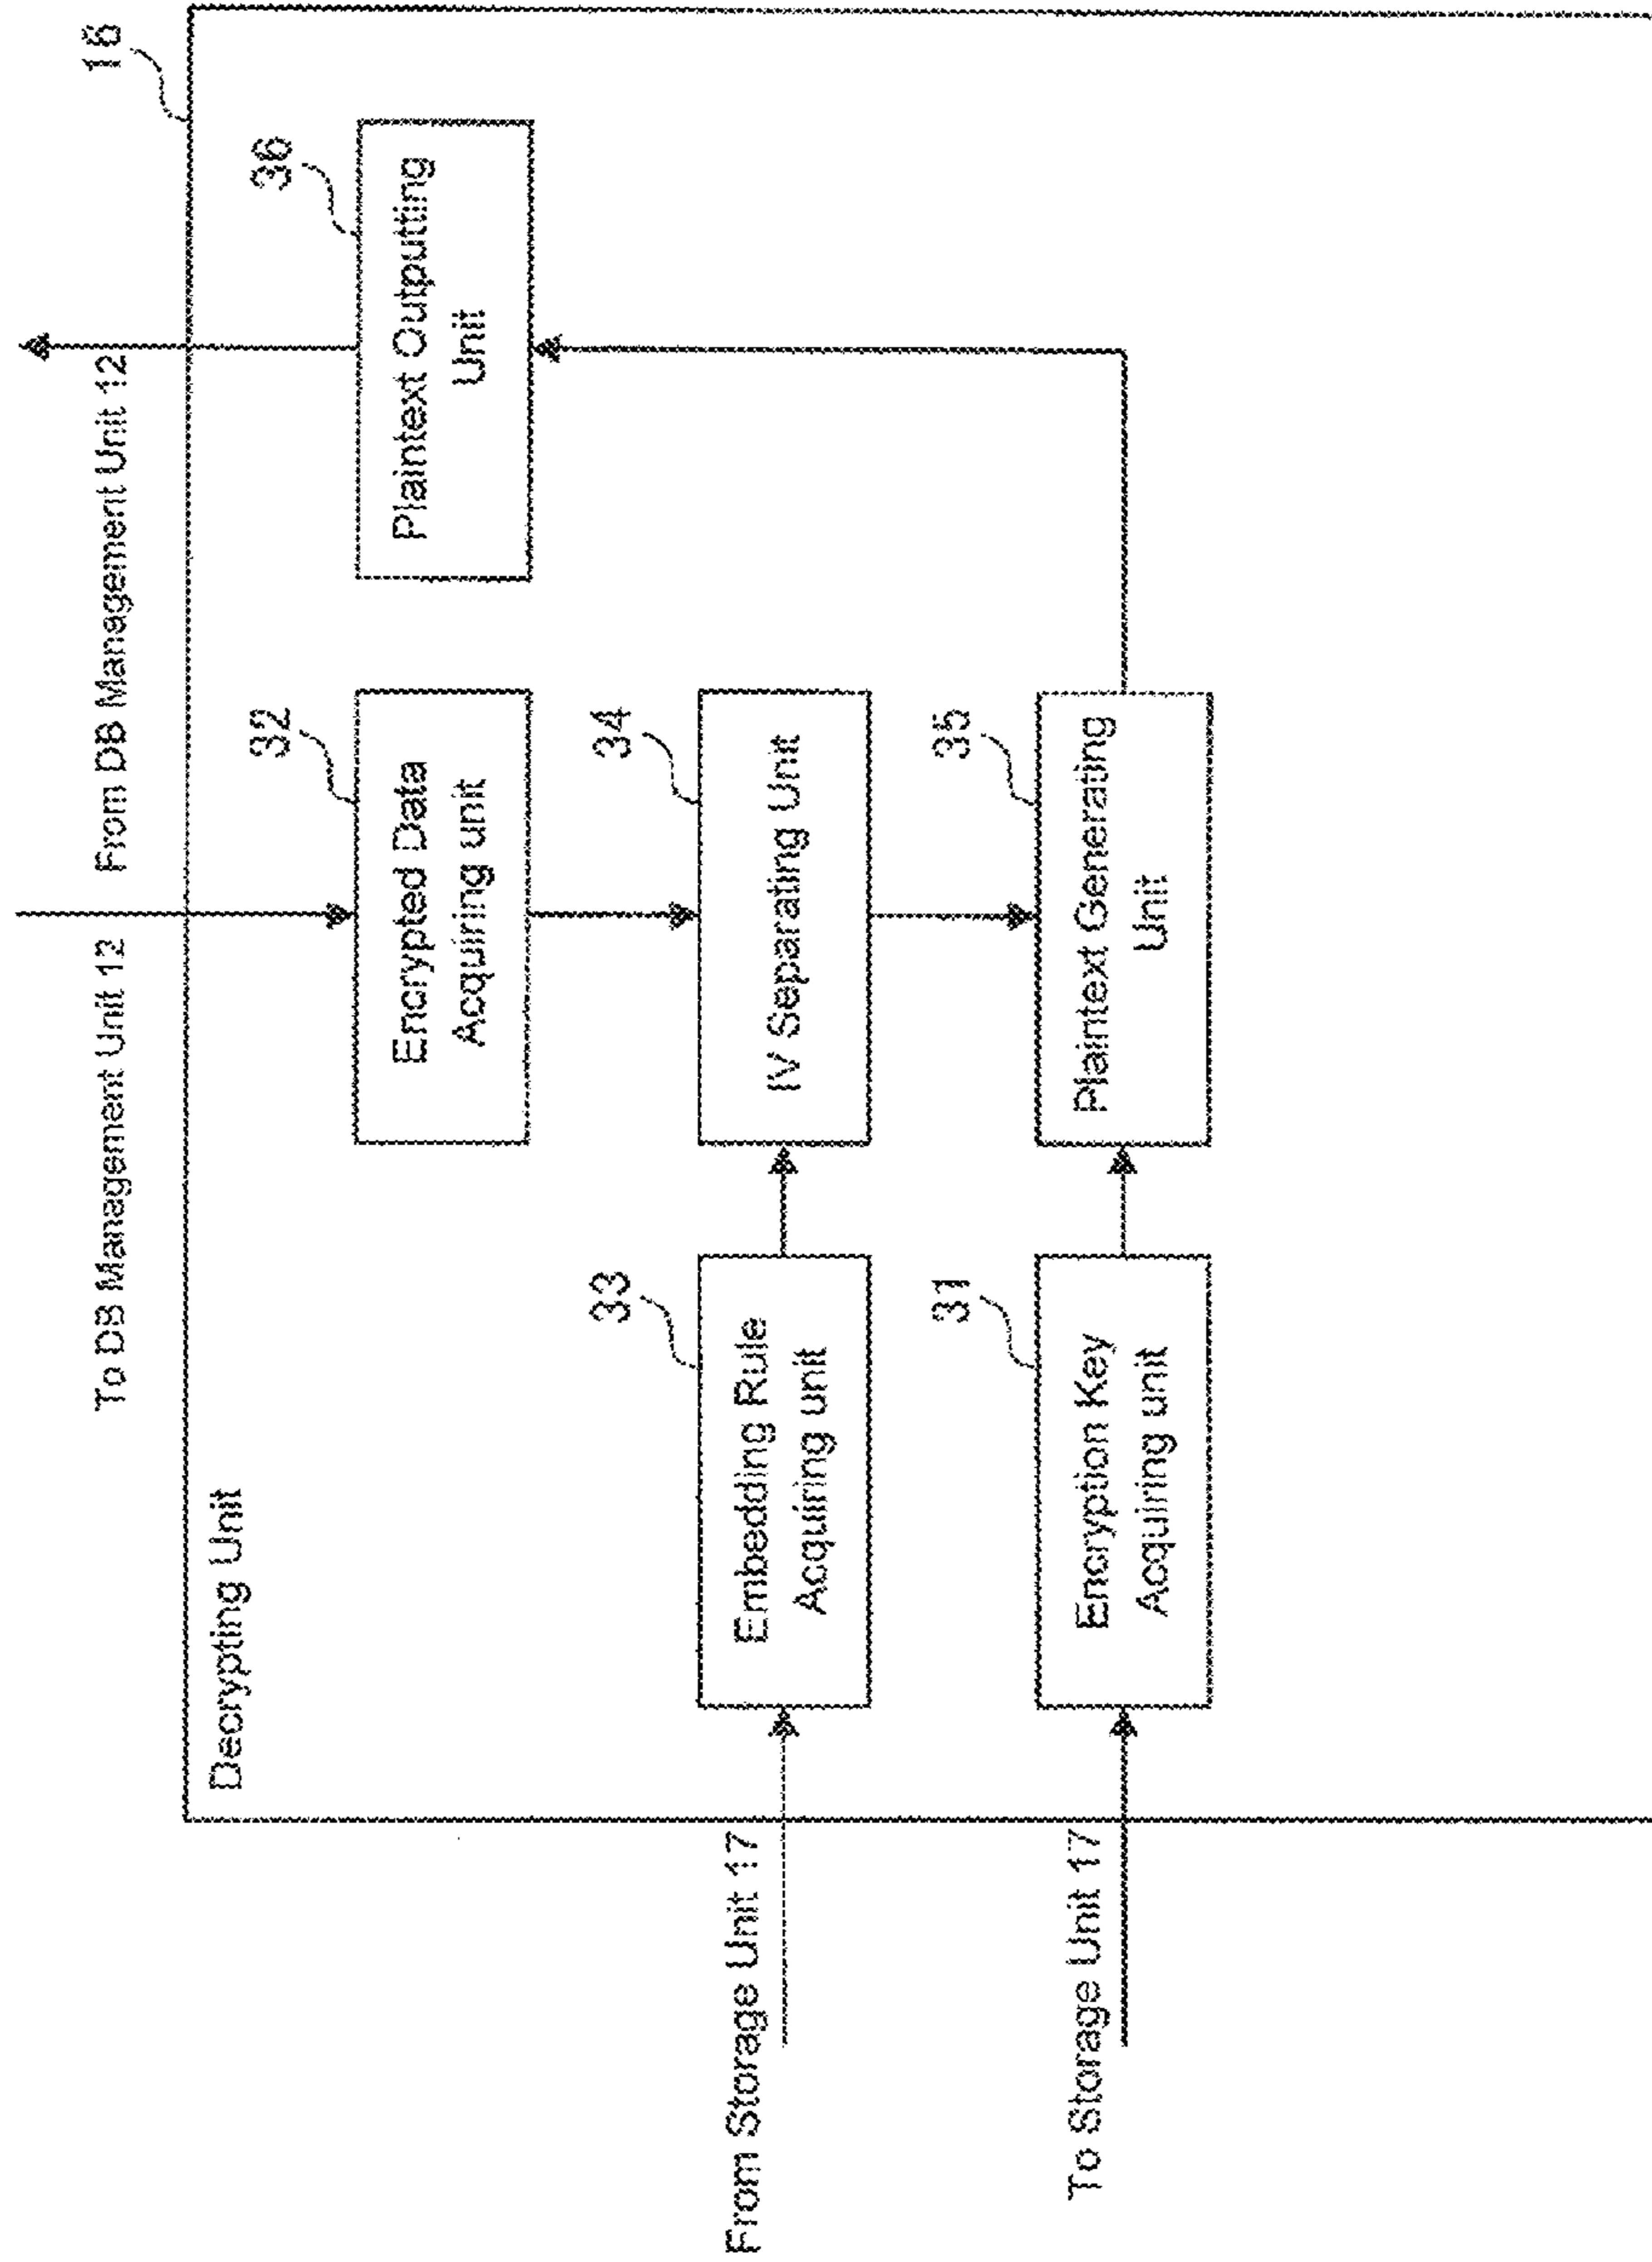 To DB Management Unit 12
From DB Management Unit 12
Decrypting Unit
32
Encrypted Data
Acquiring unit
36
Plaintext Outputting
Unit
From Storage Unit 17
33
Embedding Rule
Acquiring unit
34
IV Separating Unit
To Storage Unit 17
31
Encryption Key
Acquiring unit
35
Plaintext Generating
Unit